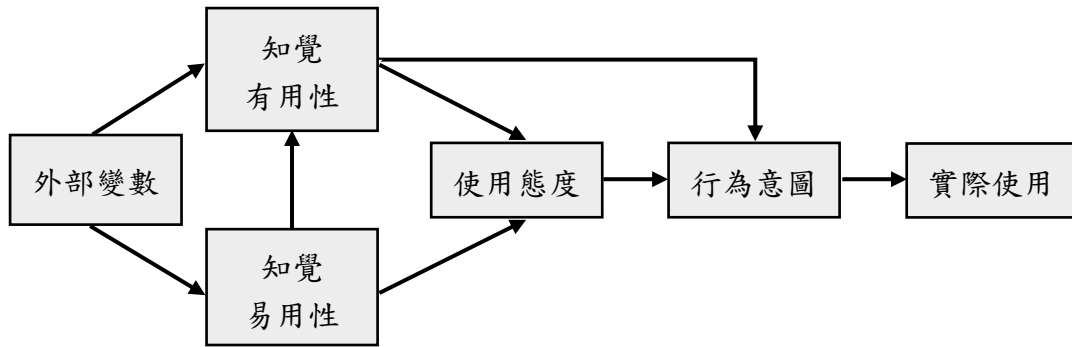 知覺
有用性
外部變數
使用態度
行為意圖
實際使用
知覺
易用性